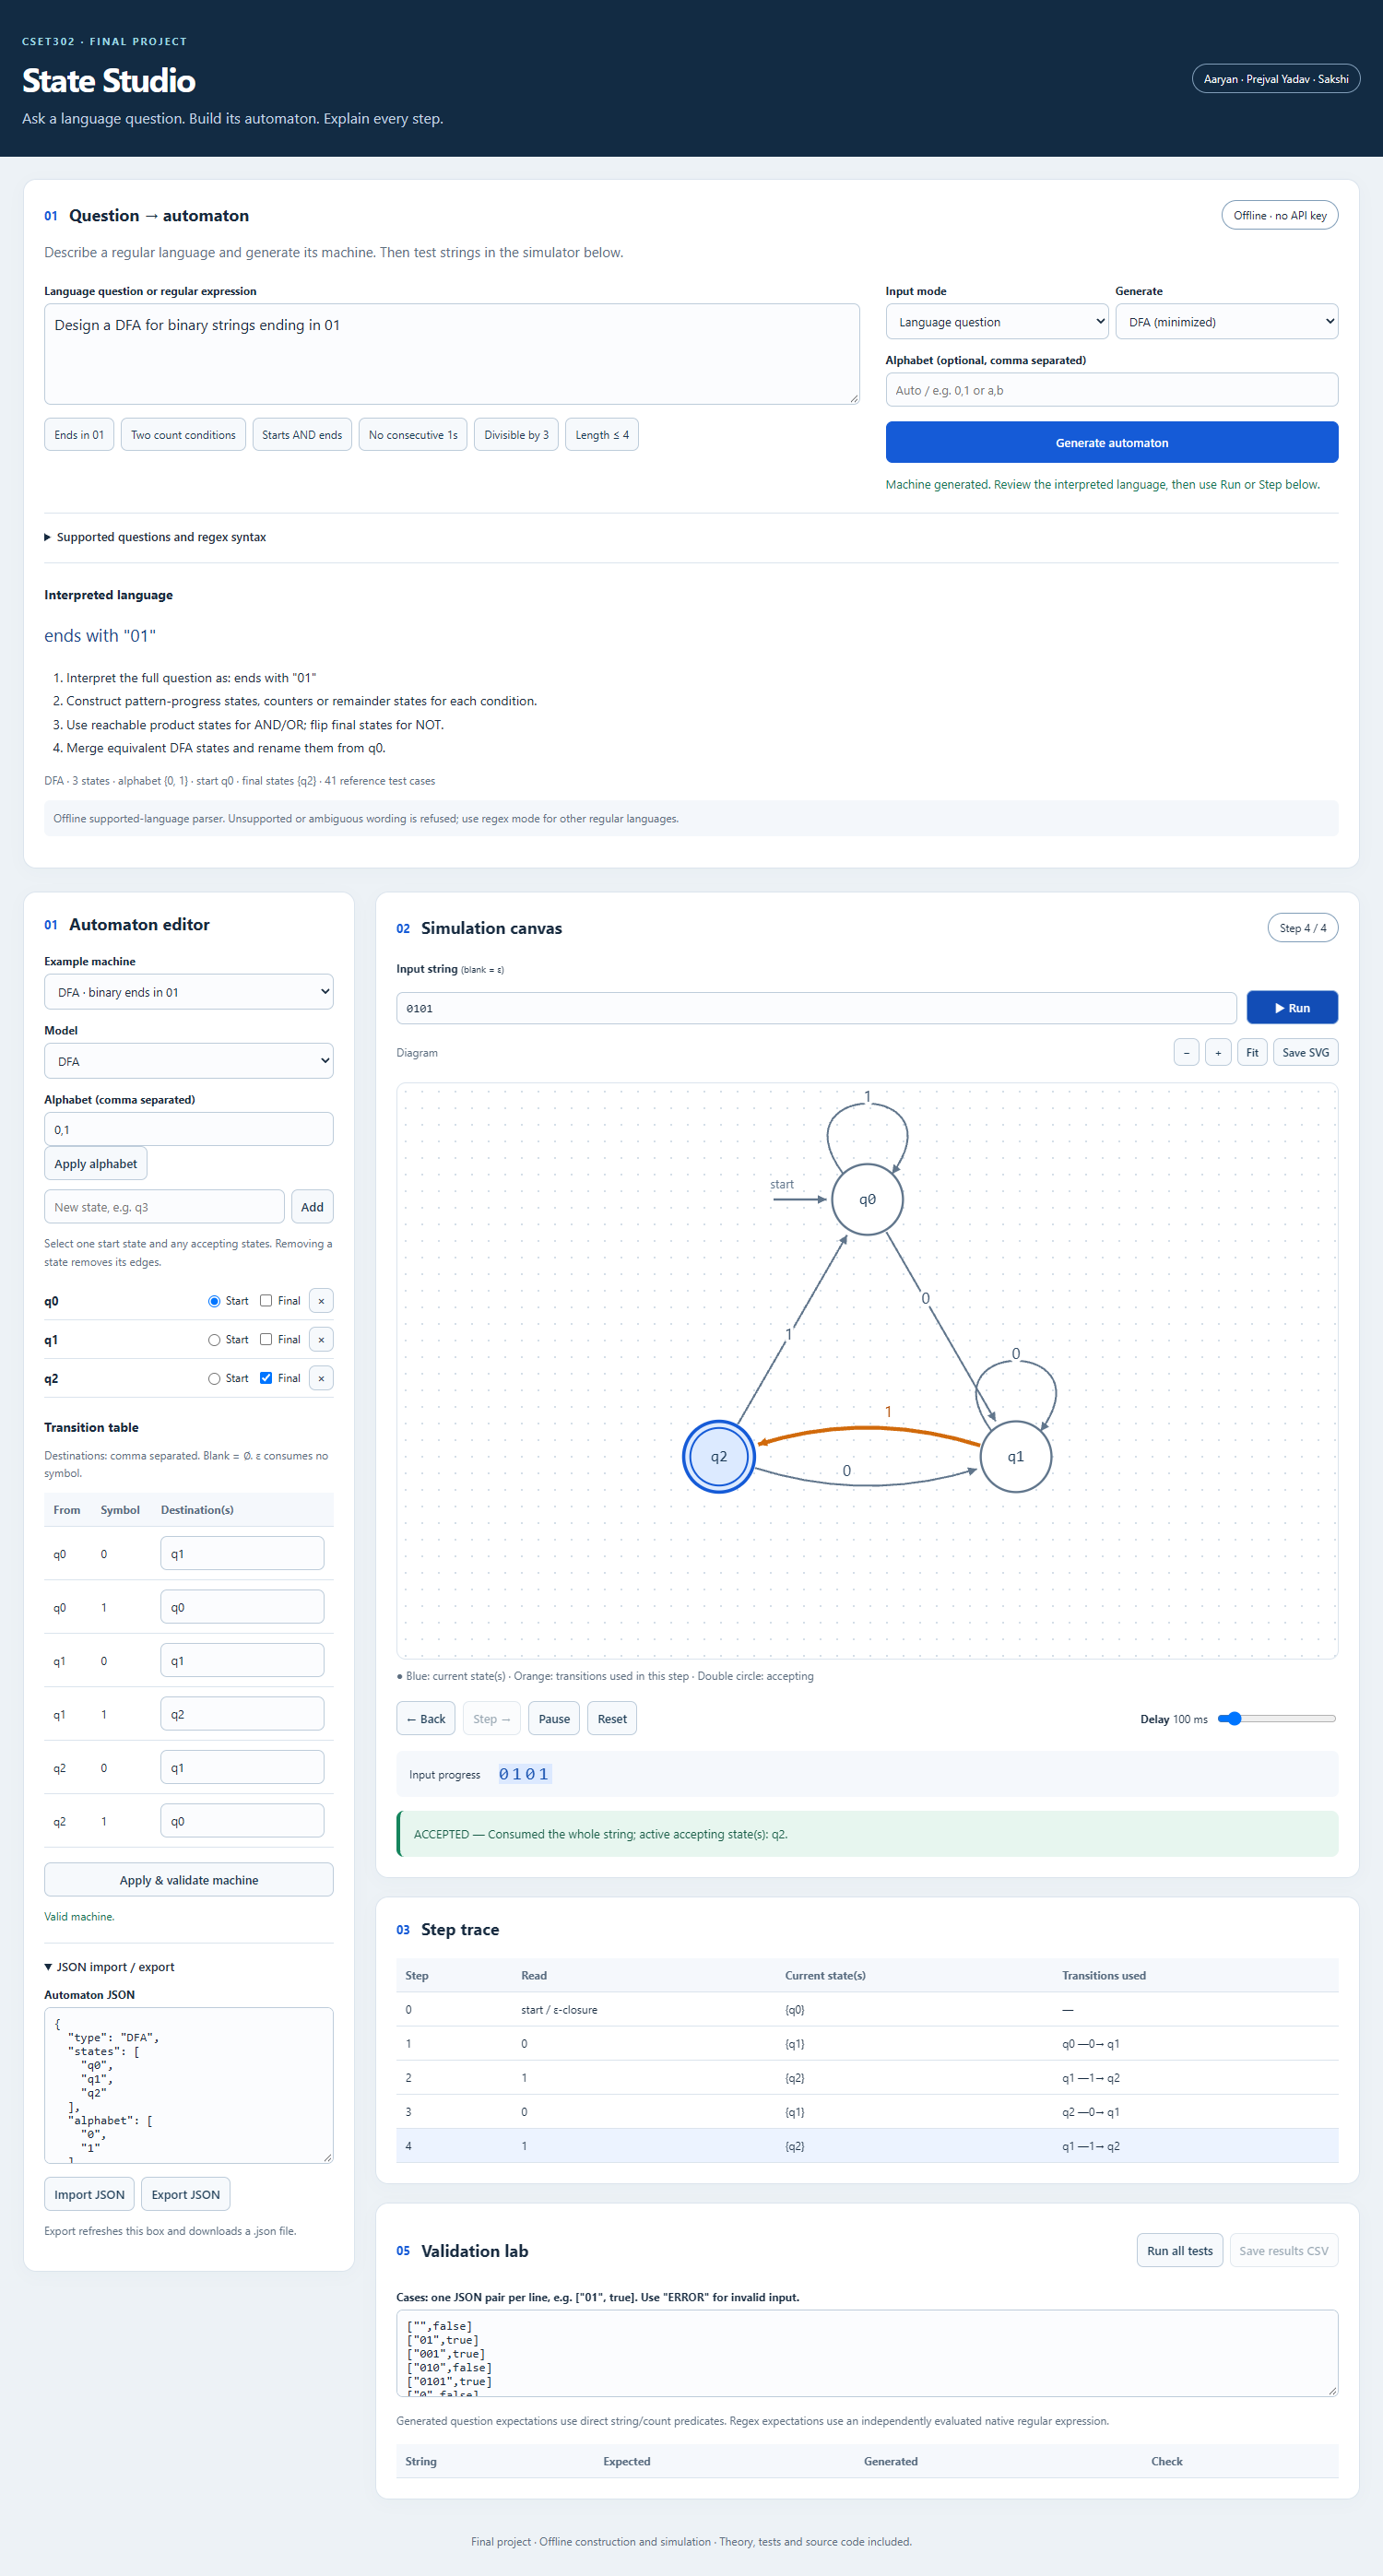 CSET302 · FINAL PROJECT
State Studio
Ask a language question. Build its automaton. Explain every step.
Aaryan · Prejval Yadav · Sakshi
01 Question → automaton
Offline · no API key
Describe a regular language and generate its machine. Then test strings in the simulator below.
Language question or regular expression
Design a DFA for binary strings ending in 01
Ends in 01
Two count conditions
Starts AND ends
No consecutive 1s
Divisible by 3
Length ≤ 4
Input mode
Generate
Language question
DFA (minimized)
Alphabet (optional, comma separated)
Auto / e.g. 0,1 or a,b
Generate automaton
Machine generated. Review the interpreted language, then use Run or Step below.
▶ Supported questions and regex syntax
Interpreted language
ends with "01"
1. Interpret the full question as: ends with "01"
2. Construct pattern-progress states, counters or remainder states for each condition.
3. Use reachable product states for AND/OR; flip final states for NOT.
4. Merge equivalent DFA states and rename them from q0.
DFA · 3 states · alphabet {0, 1} · start q0 · final states {q2} · 41 reference test cases
Offline supported-language parser. Unsupported or ambiguous wording is refused; use regex mode for other regular languages.
01 Automaton editor
Example machine
DFA · binary ends in 01
Model
DFA
Alphabet (comma separated)
0,1
Apply alphabet
New state, e.g. q3
Add
Select one start state and any accepting states. Removing a
state removes its edges.
q0 Start Final ×
q1 Start Final ×
q2 Start Final ×
Transition table
Destinations: comma separated. Blank = ∅. ε consumes no
symbol.
From Symbol Destination(s)
q0 0 q1
q0 1 q0
q1 0 q1
q1 1 q2
q2 0 q1
q2 1 q0
Apply & validate machine
Valid machine.
▼ JSON import / export
Automaton JSON
{
"type": "DFA",
"states": [
"q0",
"q1",
"q2"
],
"alphabet": [
"0",
"1"
]
Import JSON
Export JSON
Export refreshes this box and downloads a .json file.
02 Simulation canvas
Step 4 / 4
Input string (blank = ε)
0101
▶ Run
Diagram
−
+
Fit
Save SVG
1
start
q0
0
1
0
1
q2
q1
0
● Blue: current state(s) · Orange: transitions used in this step · Double circle: accepting
← Back
Step →
Pause
Reset
Delay 100 ms
Input progress 0101
ACCEPTED — Consumed the whole string; active accepting state(s): q2.
03 Step trace
Step Read Current state(s) Transitions used
0 start / ε-closure {q0} —
1 0 {q1} q0 —0→ q1
2 1 {q2} q1 —1→ q2
3 0 {q1} q2 —0→ q1
4 1 {q2} q1 —1→ q2
05 Validation lab
Run all tests
Save results CSV
Cases: one JSON pair per line, e.g. ["01", true]. Use "ERROR" for invalid input.
["",false]
["01",true]
["001",true]
["010",false]
["0101",true]
["0",false]
Generated question expectations use direct string/count predicates. Regex expectations use an independently evaluated native regular expression.
String Expected Generated Check
Final project · Offline construction and simulation · Theory, tests and source code included.